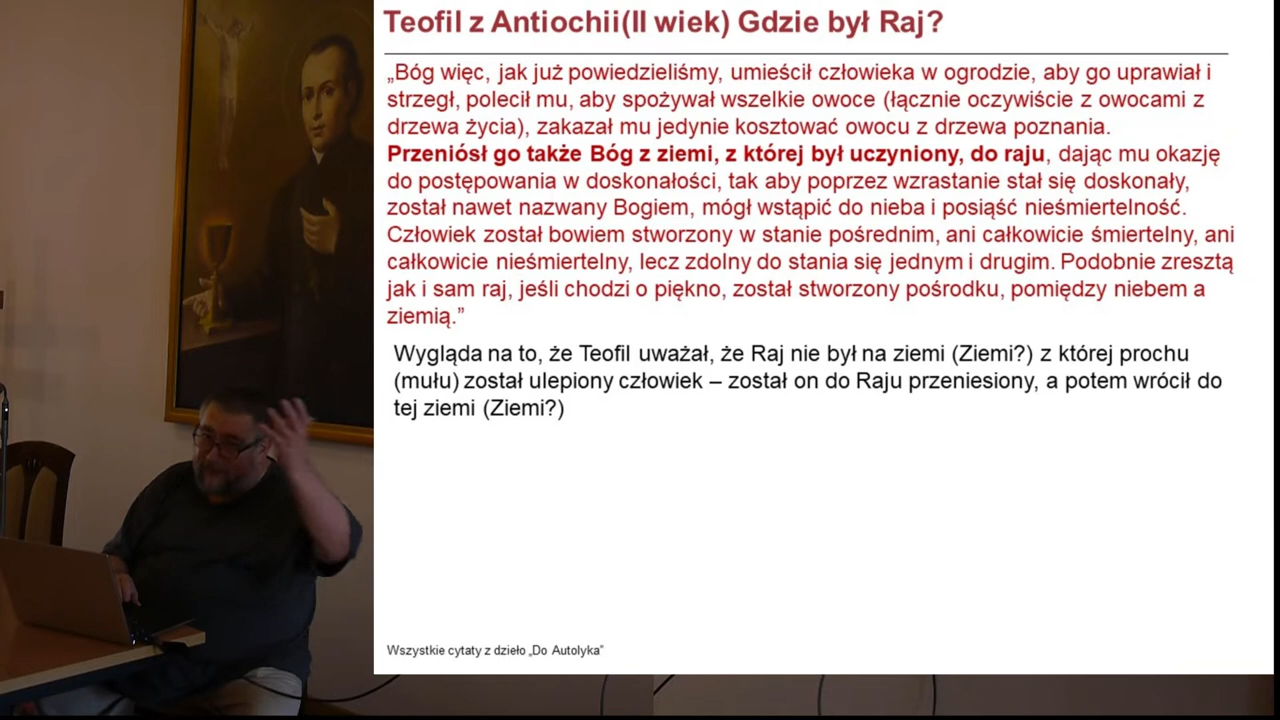 Teofil z Antiochii(II wiek) Gdzie był Raj?
„Bóg więc, jak już powiedzieliśmy, umieścił człowieka w ogrodzie, aby go uprawiał i
strzegł, polecił mu, aby spożywał wszelkie owoce (łącznie oczywiście z owocami z
drzewa życia), zakazał mu jedynie kosztować owocu z drzewa poznania.
Przeniósł go także Bóg z ziemi, z której był uczyniony, do raju, dając mu okazję
do postępowania w doskonałości, tak aby poprzez wzrastanie stał się doskonały,
został nawet nazwany Bogiem, mógł wstąpić do nieba i posiąść nieśmiertelność.
Człowiek został bowiem stworzony w stanie pośrednim, ani całkowicie śmiertelny, ani
całkowicie nieśmiertelny, lecz zdolny do stania się jednym i drugim. Podobnie zresztą
jak i sam raj, jeśli chodzi o piękno, został stworzony pośrodku, pomiędzy niebem a
ziemią.”
Wygląda na to, że Teofil uważał, że Raj nie był na ziemi (Ziemi?) z której prochu
(mułu) został ulepiony człowiek – został on do Raju przeniesiony, a potem wrócił do
tej ziemi (Ziemi?)
Wszystkie cytaty z dzieło „Do Autolyka”